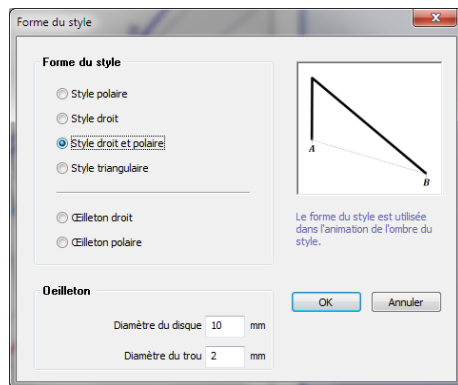 Forme du style
Forme du style
Style polaire
Style droit
Style droit et polaire
Style triangulaire
Œilleton droit
Œilleton polaire
A
B
Le forme du style est utilisée
dans l'animation de l'ombre du
style.
Oeilleton
Diamètre du disque 10 mm
Diamètre du trou 2 mm
OK
Annuler